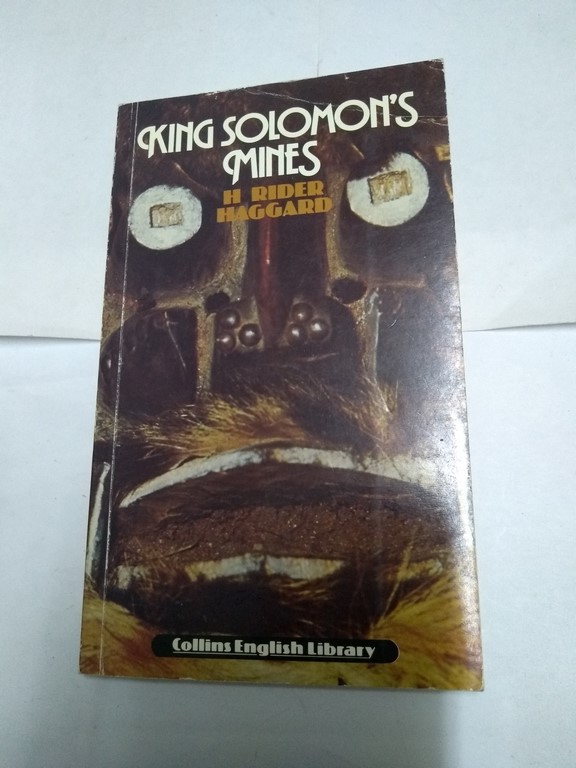 KING SOLOMON'S
MINES
H RIDER
HAGGARD
Collins English Library